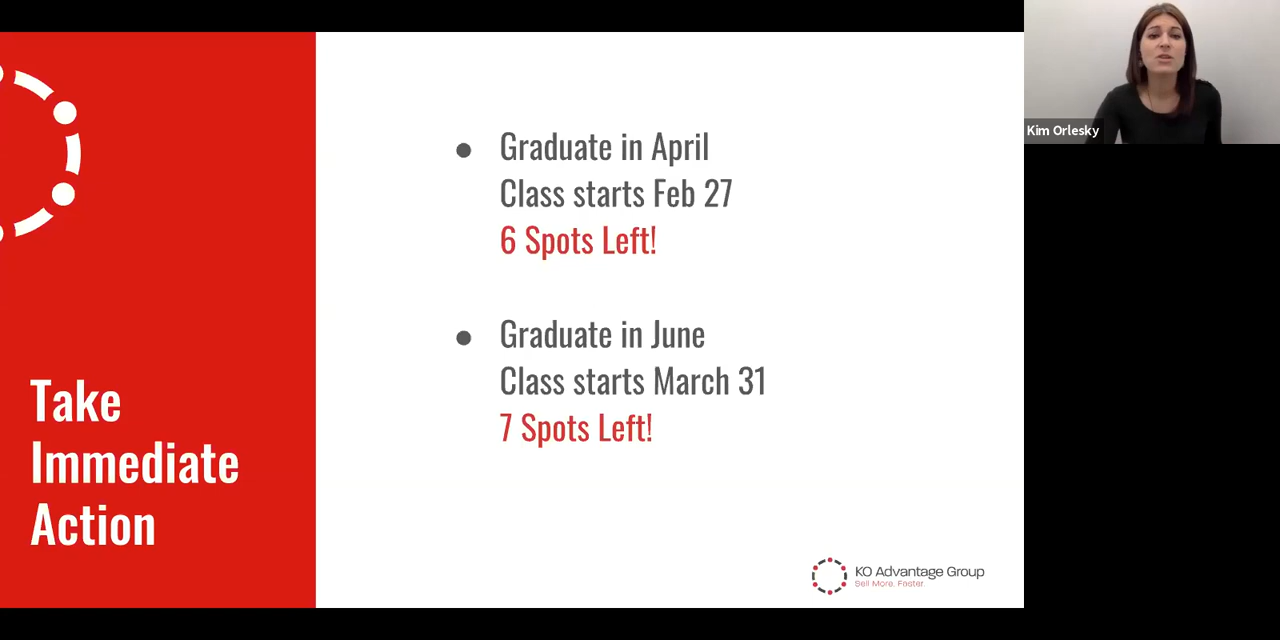 Take
Immediate
Action
Graduate in April
Class starts Feb 27
6 Spots Left!
Graduate in June
Class starts March 31
7 Spots Left!
KO Advantage Group
Sell More. Faster.
Kim Orlesky